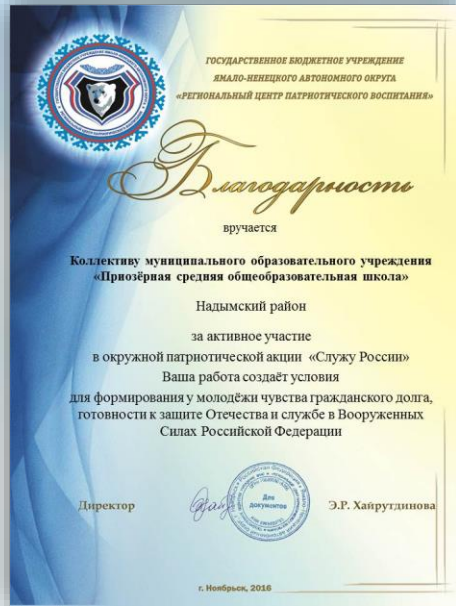 ГОСУДАРСТВЕННОЕ БЮДЖЕТНОЕ УЧРЕЖДЕНИЕ
ЯМАЛО-НЕНЕЦКОГО АВТОНОМНОГО ОКРУГА
«РЕГИОНАЛЬНЫЙ ЦЕНТР ПАТРИОТИЧЕСКОГО ВОСПИТАНИЯ»
Благодарность
вручается
Коллективу муниципального образовательного учреждения
«Приозёрная средняя общеобразовательная школа»
Надымский район
за активное участие
в окружной патриотической акции «Служу России»
Ваша работа создаёт условия
для формирования у молодёжи чувства гражданского долга,
готовности к защите Отечества и службе в Вооруженных
Силах Российской Федерации
Директор
Для
документов
Э.Р. Хайрутдинова
г. Ноябрьск, 2016